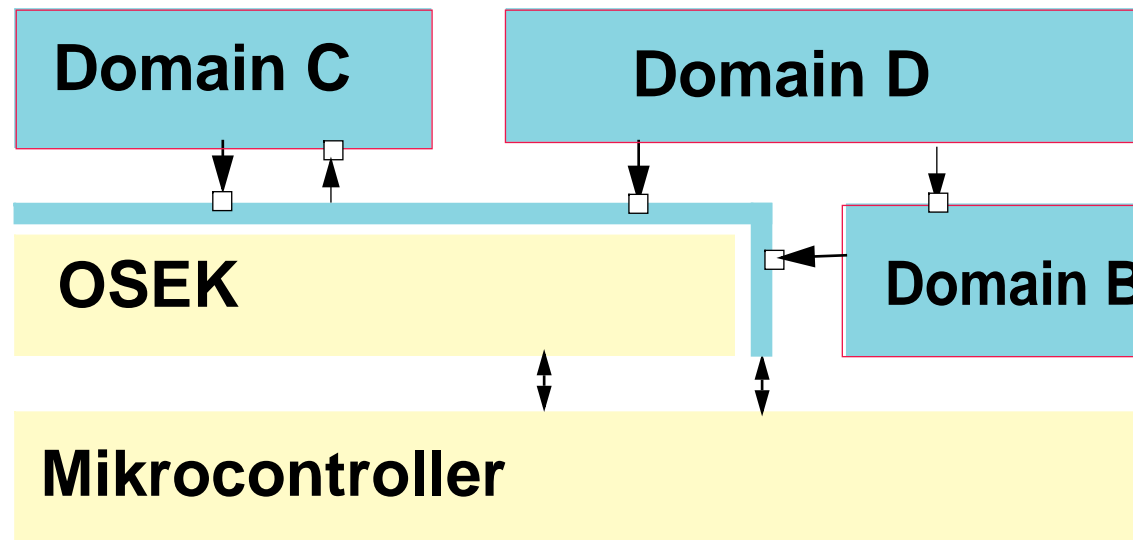 Domain C
Domain D
OSEK
Domain B
Mikrocontroller